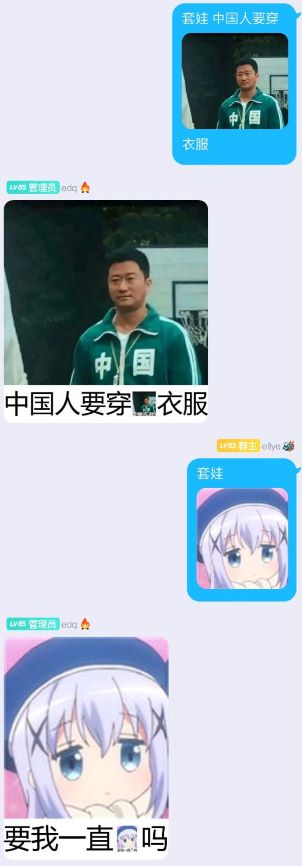 套娃 中国人要穿
中国
衣服
LV85 管理员 edq
中国
中国人要穿衣服
LV53 群主 ellye
套娃
LV85 管理员 edq
要我一直吗